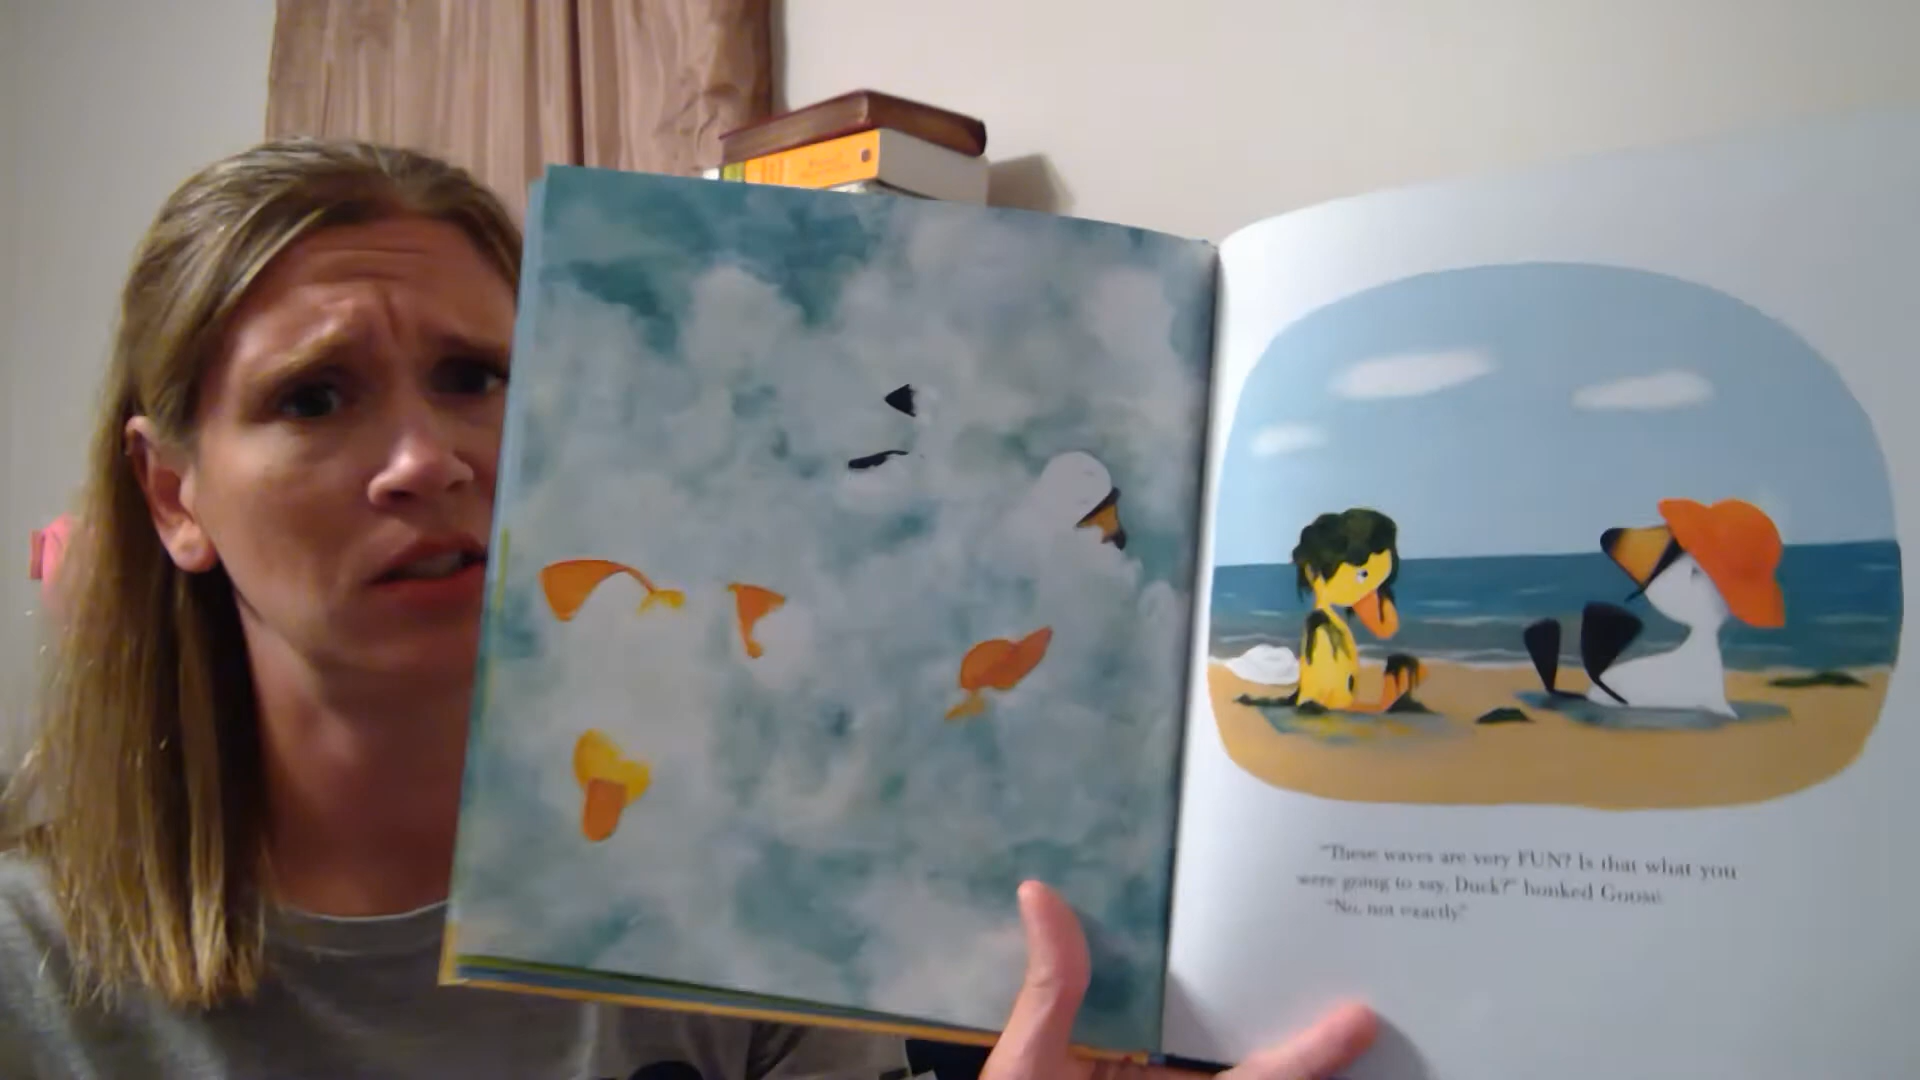 "These waves are very FUN? Is that what you
were going to say, Duck?" honked Goose.
"No, not exactly."